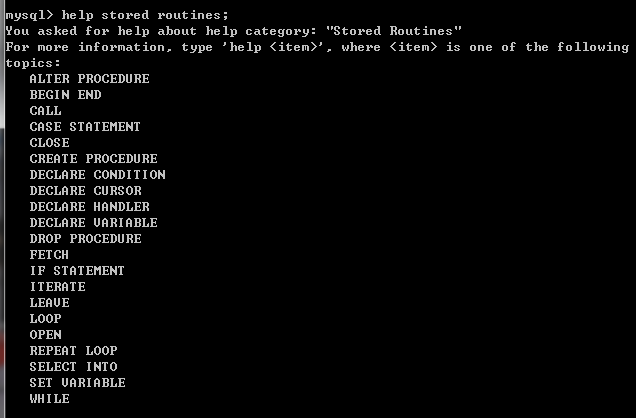 mysql> help stored routines;
You asked for help about help category: "Stored Routines"
For more information, type 'help <item>', where <item> is one of the following
topics:
ALTER PROCEDURE
BEGIN END
CALL
CASE STATEMENT
CLOSE
CREATE PROCEDURE
DECLARE CONDITION
DECLARE CURSOR
DECLARE HANDLER
DECLARE VARIABLE
DROP PROCEDURE
FETCH
IF STATEMENT
ITERATE
LEAVE
LOOP
OPEN
REPEAT LOOP
SELECT INTO
SET VARIABLE
WHILE